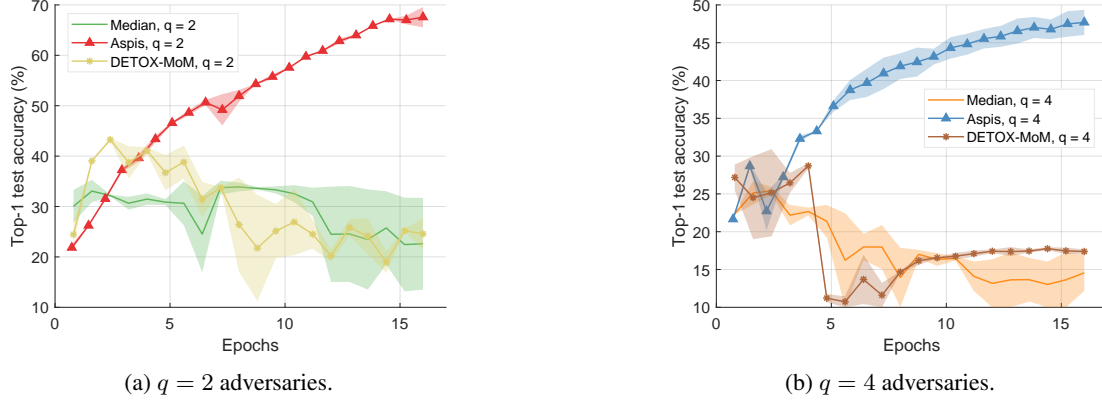 70
60
50
40
30
20
10
0
5
10
15
Top-1 test accuracy (%)
Epochs
Median, q = 2
Aspis, q = 2
DETOX-MoM, q = 2
(a) q = 2 adversaries.
50
45
40
35
30
25
20
15
10
0
5
10
15
Top-1 test accuracy (%)
Epochs
Median, q = 4
Aspis, q = 4
DETOX-MoM, q = 4
(b) q = 4 adversaries.